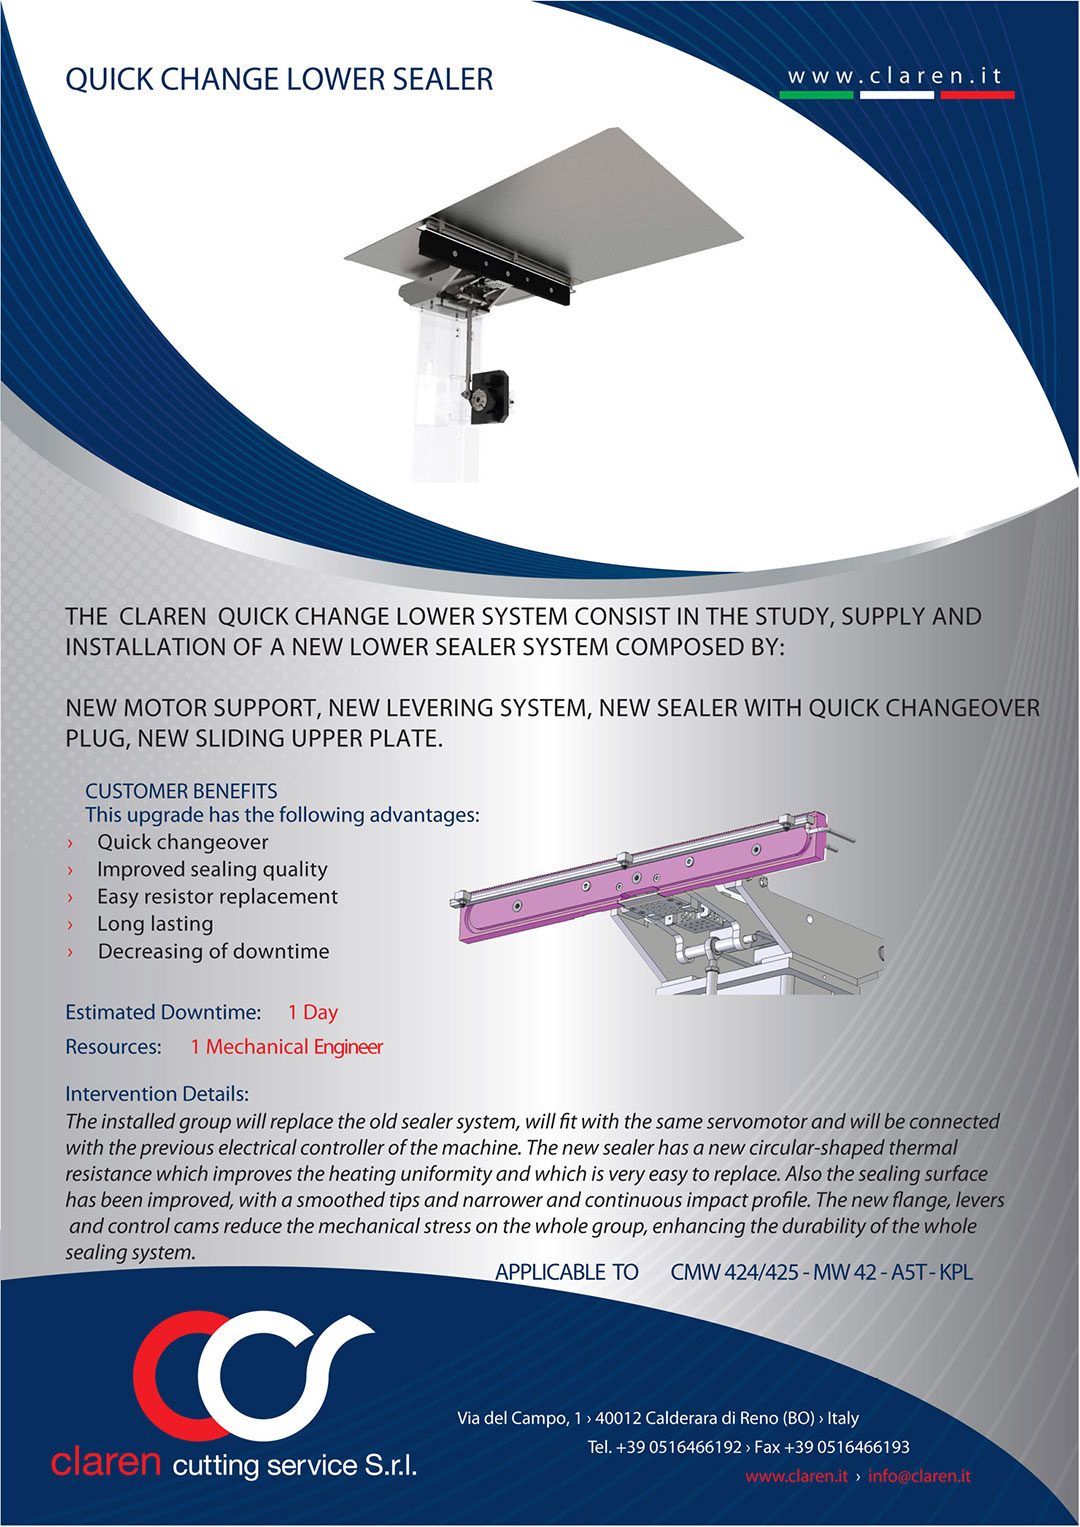 QUICK CHANGE LOWER SEALER
www.claren.it
THE CLAREN QUICK CHANGE LOWER SYSTEM CONSIST IN THE STUDY, SUPPLY AND
INSTALLATION OF A NEW LOWER SEALER SYSTEM COMPOSED BY:
NEW MOTOR SUPPORT, NEW LEVERING SYSTEM, NEW SEALER WITH QUICK CHANGEOVER
PLUG, NEW SLIDING UPPER PLATE.
CUSTOMER BENEFITS
This upgrade has the following advantages:
› Quick changeover
› Improved sealing quality
› Easy resistor replacement
› Long lasting
› Decreasing of downtime
Estimated Downtime: 1 Day
Resources: 1 Mechanical Engineer
Intervention Details:
The installed group will replace the old sealer system, will fit with the same servomotor and will be connected
with the previous electrical controller of the machine. The new sealer has a new circular-shaped thermal
resistance which improves the heating uniformity and which is very easy to replace. Also the sealing surface
has been improved, with a smoothed tips and narrower and continuous impact profile. The new flange, levers
and control cams reduce the mechanical stress on the whole group, enhancing the durability of the whole
sealing system.
APPLICABLE TO CMW 424/425 - MW 42 - A5T - KPL
claren cutting service S.r.l.
Via del Campo, 1 › 40012 Calderara di Reno (BO) › Italy
Tel. +39 0516466192 › Fax +39 0516466193
www.claren.it › info@claren.it